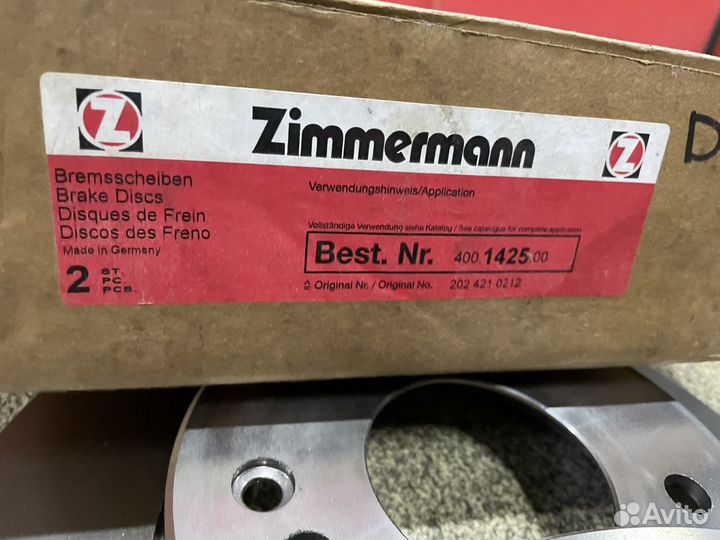 Z
Zimmermann
Z
D
Bremsscheiben
Brake Discs
Disques de Frein
Discos des Freno
Made in Germany
2 ST.
PC
PCS.
Verwendungshinweis/Application
Vollständige Verwendung siehe Katalog / See catalogue for complete application
Best. Nr. 400.1425.00
≙ Original Nr. / Original No. 202 421 0212
Avito